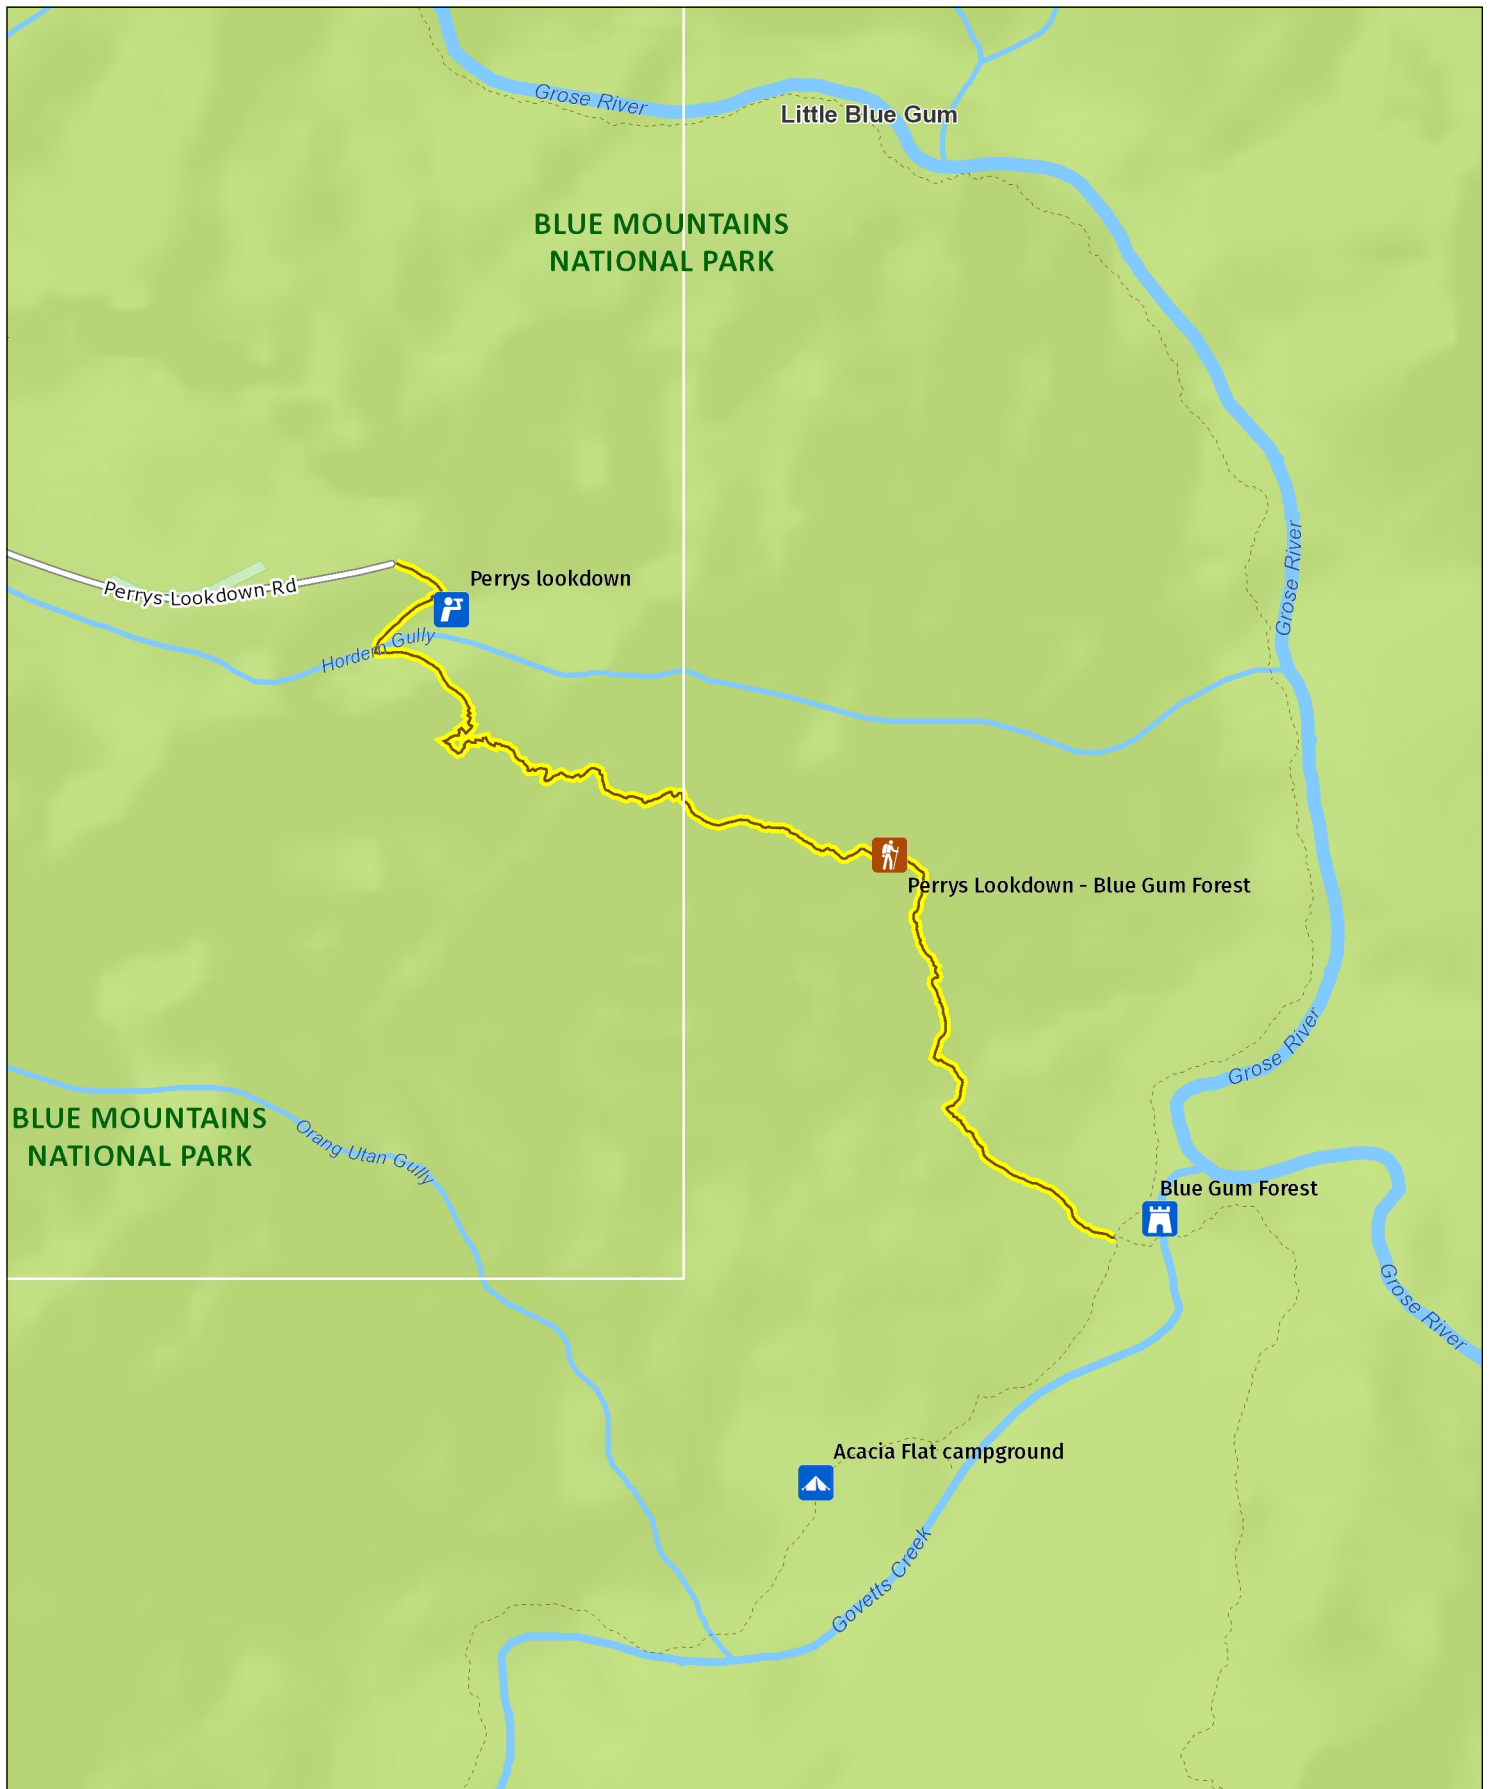 Grose River
Little Blue Gum
BLUE MOUNTAINS
NATIONAL PARK
Grose River
Perrys lookdown
Perrys-Lookdown-Rd
Hordern Gully
Perrys Lookdown - Blue Gum Forest
Grose River
BLUE MOUNTAINS
NATIONAL PARK
Orang Utan Gully
Blue Gum Forest
Grose River
Acacia Flat campground
Govetts Creek